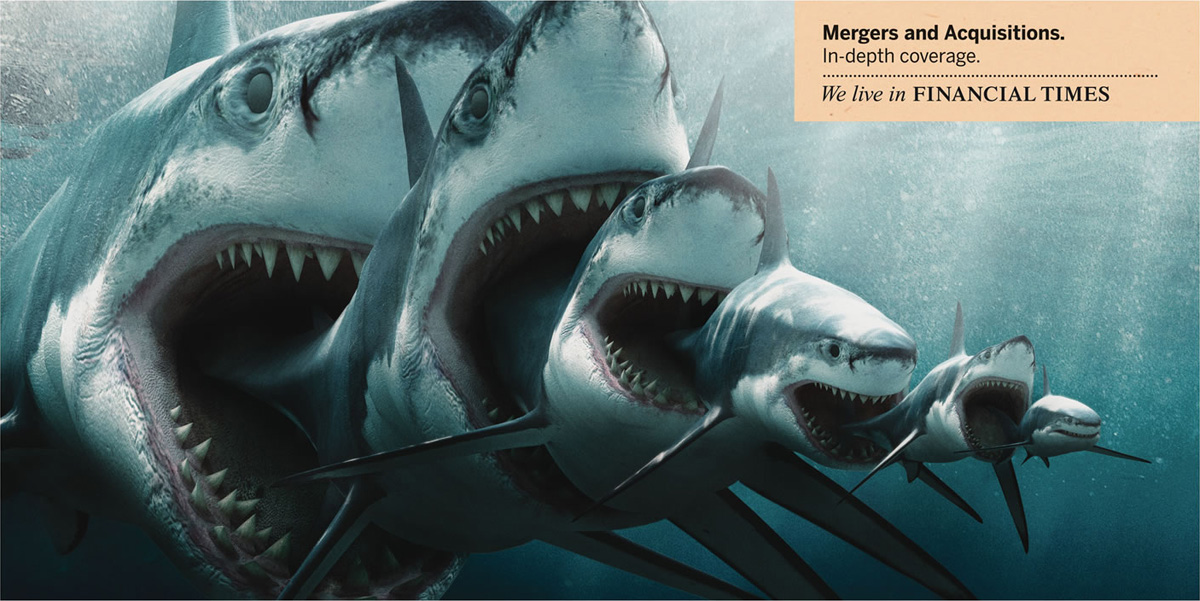 Mergers and Acquisitions.
In-depth coverage.
We live in FINANCIAL TIMES